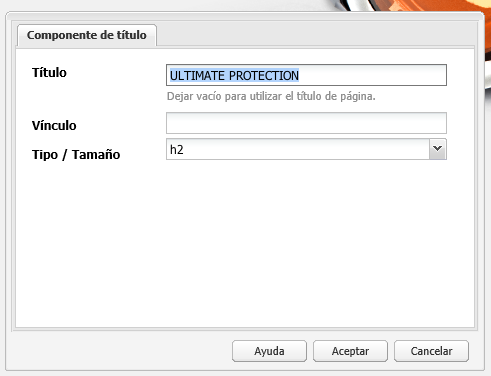 Componente de título
Título
ULTIMATE PROTECTION
Dejar vacío para utilizar el título de página.
Vínculo
Tipo / Tamaño
h2
Ayuda
Aceptar
Cancelar